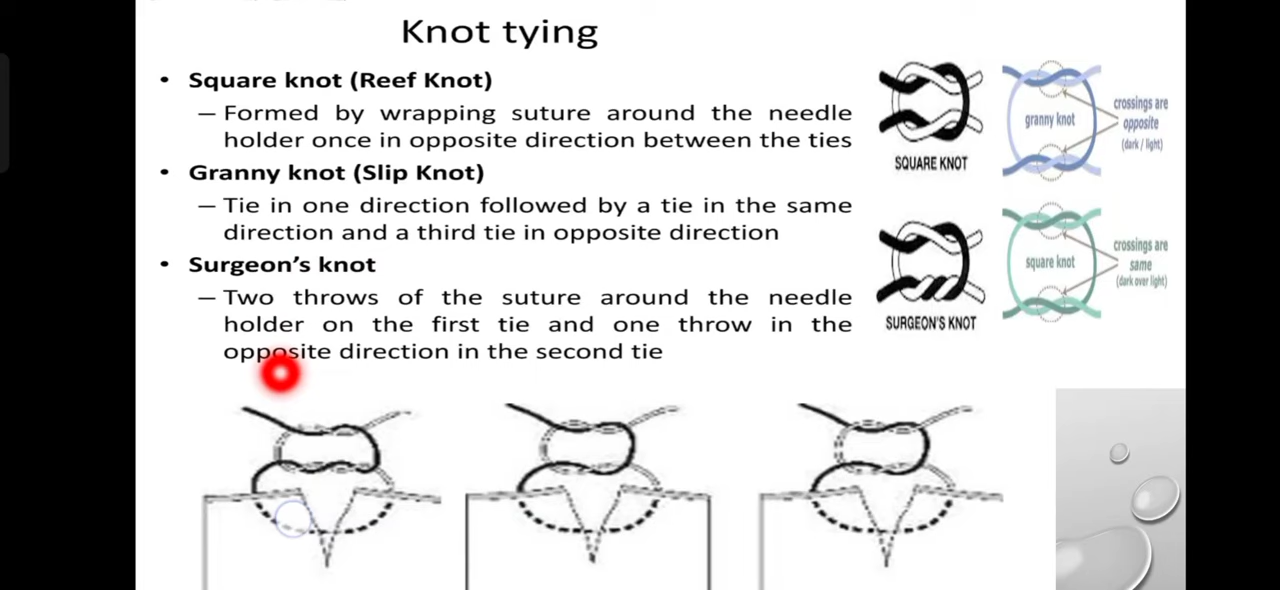 Knot tying
• Square knot (Reef Knot)
– Formed by wrapping suture around the needle
holder once in opposite direction between the ties
• Granny knot (Slip Knot)
– Tie in one direction followed by a tie in the same
direction and a third tie in opposite direction
• Surgeon's knot
– Two throws of the suture around the needle
holder on the first tie and one throw in the
opposite direction in the second tie
SQUARE KNOT
granny knot
crossings are
opposite
(dark / light)
SURGEON'S KNOT
square knot
crossings are
same
(dark over light)